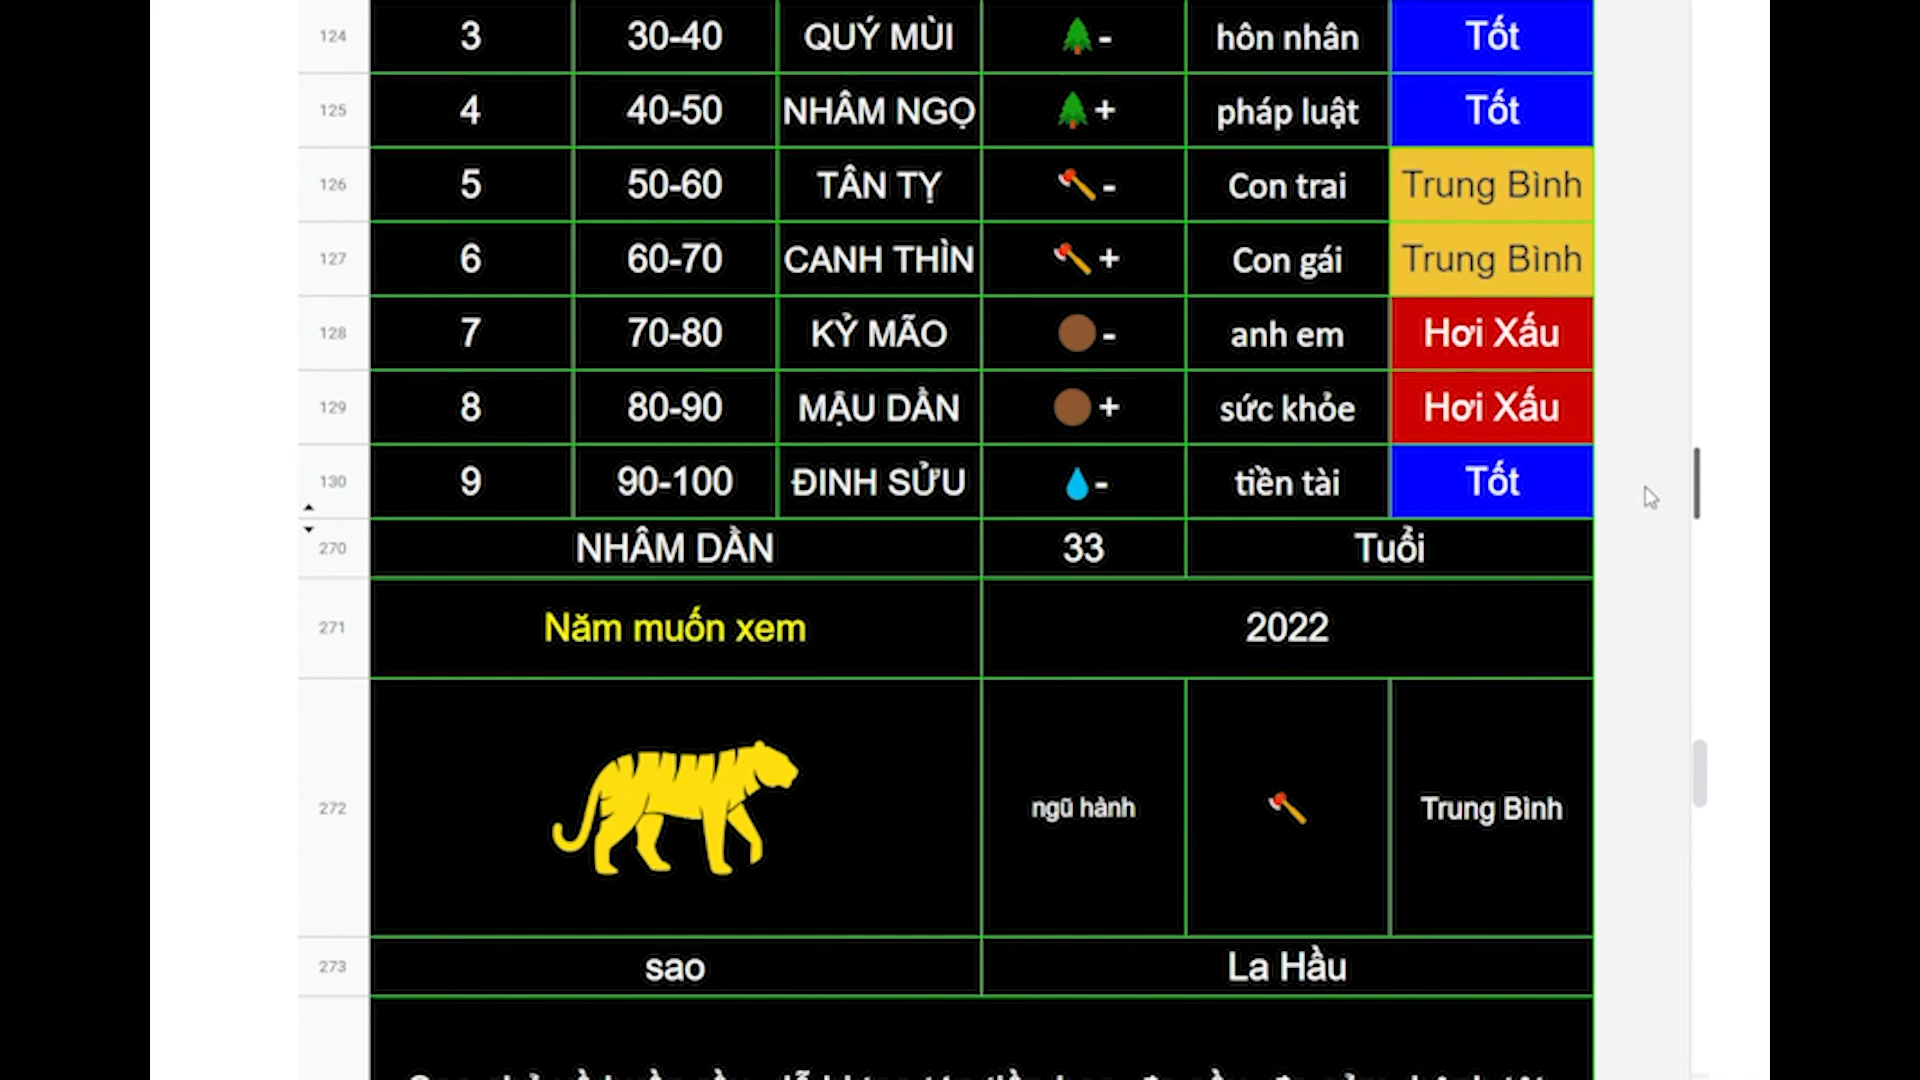 124 3 30-40 QUÝ MÙI - hôn nhân Tốt
125 4 40-50 NHÂM NGỌ + pháp luật Tốt
126 5 50-60 TÂN TỴ - Con trai Trung Bình
127 6 60-70 CANH THÌN + Con gái Trung Bình
128 7 70-80 KỶ MÃO - anh em Hơi Xấu
129 8 80-90 MẬU DẦN + sức khỏe Hơi Xấu
130 9 90-100 ĐINH SỬU - tiền tài Tốt
270 NHÂM DẦN 33 Tuổi
271 Năm muốn xem 2022
272 ngũ hành Trung Bình
273 sao La Hầu